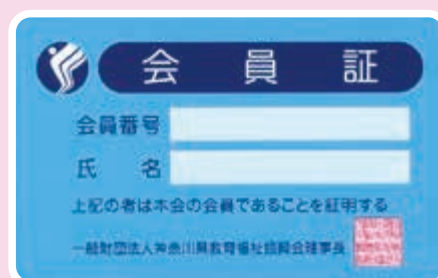 会員証
会員番号
氏 名
上記の者は本会の会員であることを証明する
一般財団法人神奈川県教育福祉振興会理事長